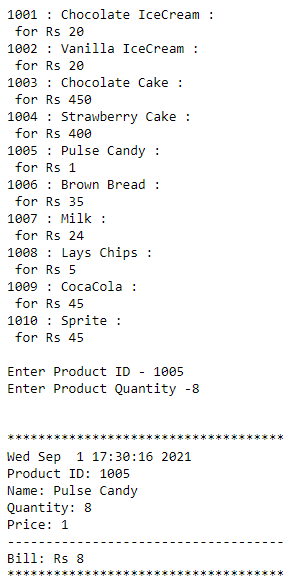 1001 : Chocolate IceCream :
 for Rs 20
1002 : Vanilla IceCream :
 for Rs 20
1003 : Chocolate Cake :
 for Rs 450
1004 : Strawberry Cake :
 for Rs 400
1005 : Pulse Candy :
 for Rs 1
1006 : Brown Bread :
 for Rs 35
1007 : Milk :
 for Rs 24
1008 : Lays Chips :
 for Rs 5
1009 : CocaCola :
 for Rs 45
1010 : Sprite :
 for Rs 45
Enter Product ID - 1005
Enter Product Quantity -8
************************************
Wed Sep  1 17:30:16 2021
Product ID: 1005
Name: Pulse Candy
Quantity: 8
Price: 1
------------------------------------
Bill: Rs 8
************************************